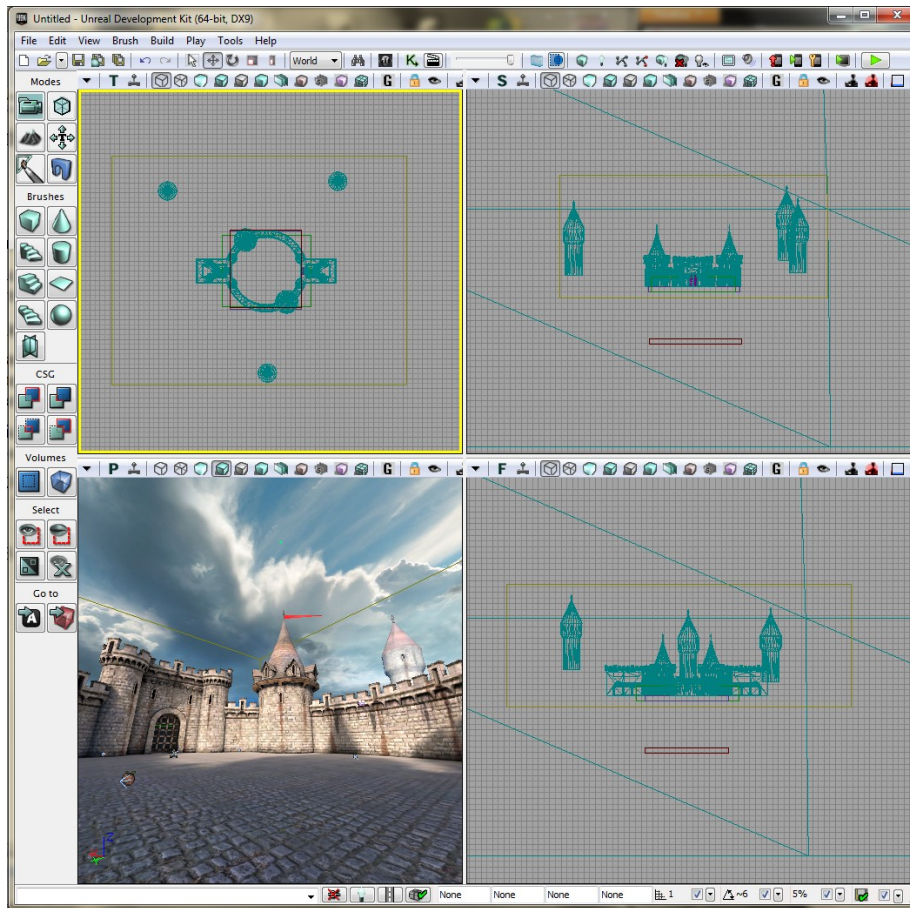 Untitled - Unreal Development Kit (64-bit, DX9)
File Edit View Brush Build Play Tools Help
World
Modes
T G
S G
Brushes
CSG
Volumes
P G
F G
Select
Go to
None None None None 1 ~6 5%